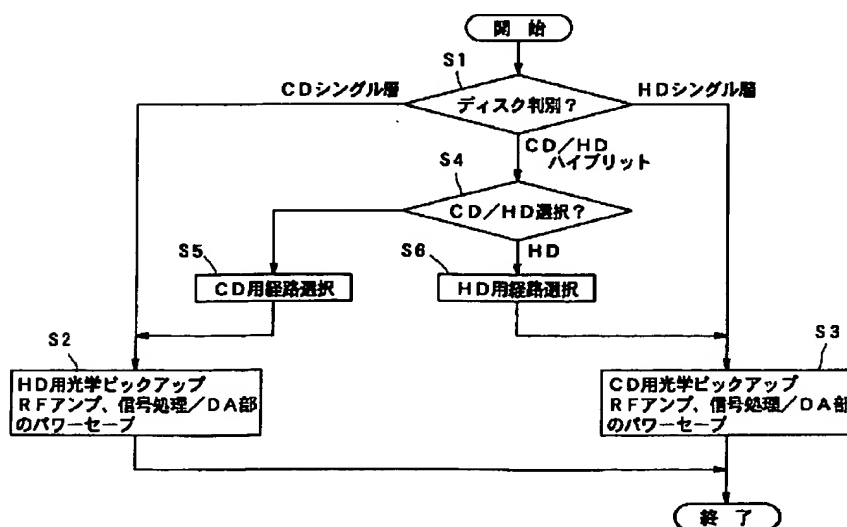 開 始
S1
CDシングル層
ディスク判別?
HDシングル層
CD/HD
ハイブリット
S4
CD/HD選択?
S5
S6
HD
CD用経路選択
HD用経路選択
S2
S3
HD用光学ピックアップ
RFアンプ、信号処理/DA部
のパワーセーブ
CD用光学ピックアップ
RFアンプ、信号処理/DA部
のパワーセーブ
終 了